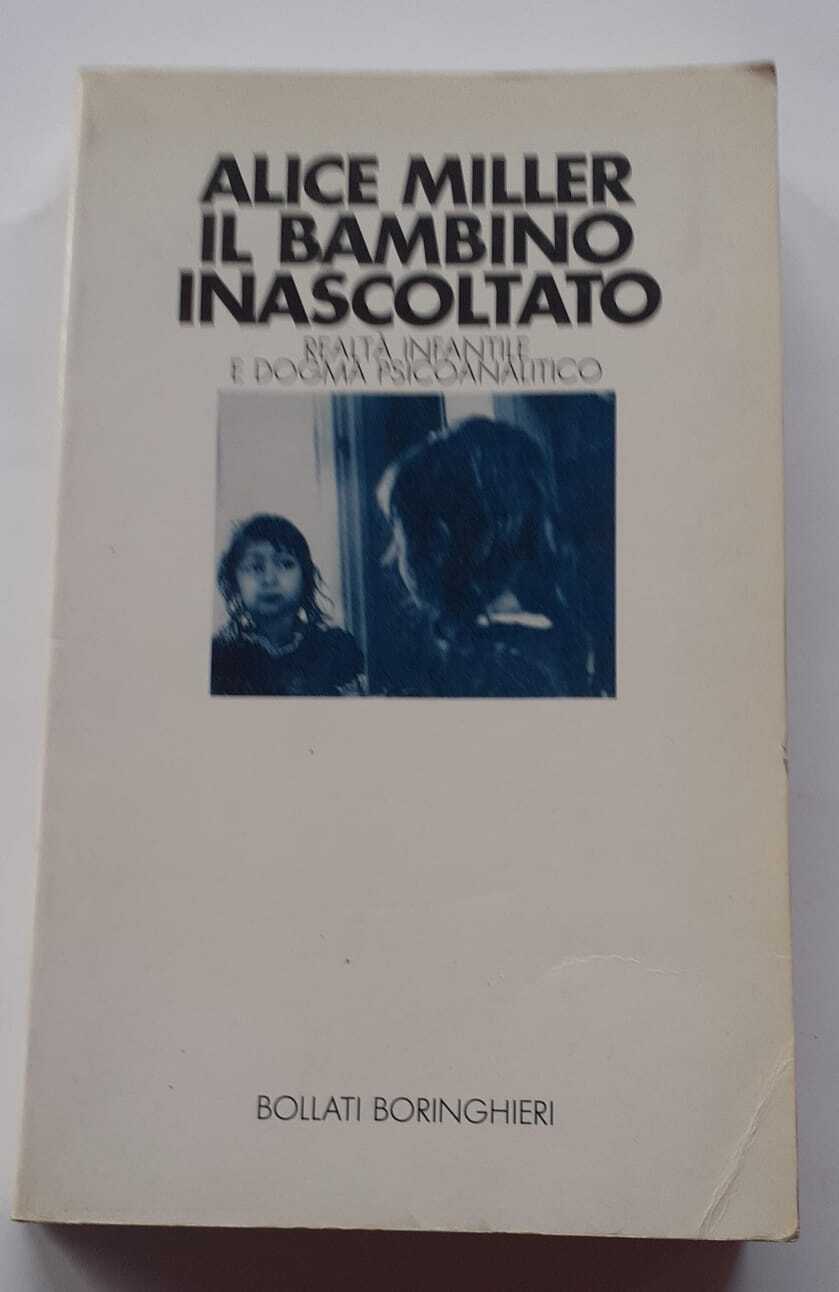 ALICE MILLER
IL BAMBINO
INASCOLTATO
REALTÀ INFANTILE
E DOGMA PSICOANALITICO
BOLLATI BORINGHIERI